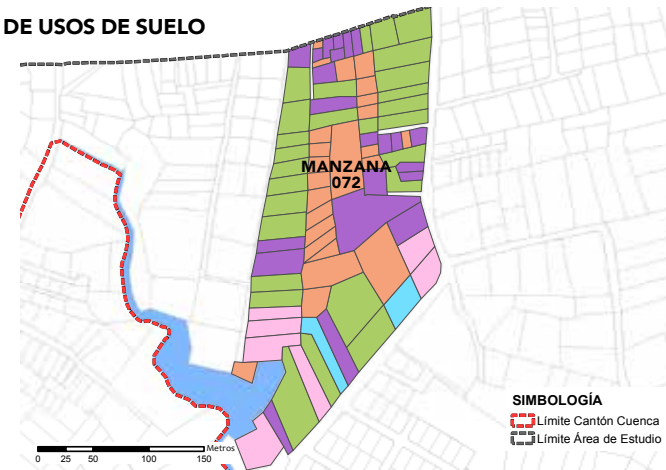 DE USOS DE SUELO
MANZANA
072
SIMBOLOGÍA
Límite Cantón Cuenca
Límite Área de Estudio
Metros
0 25 50 100 150